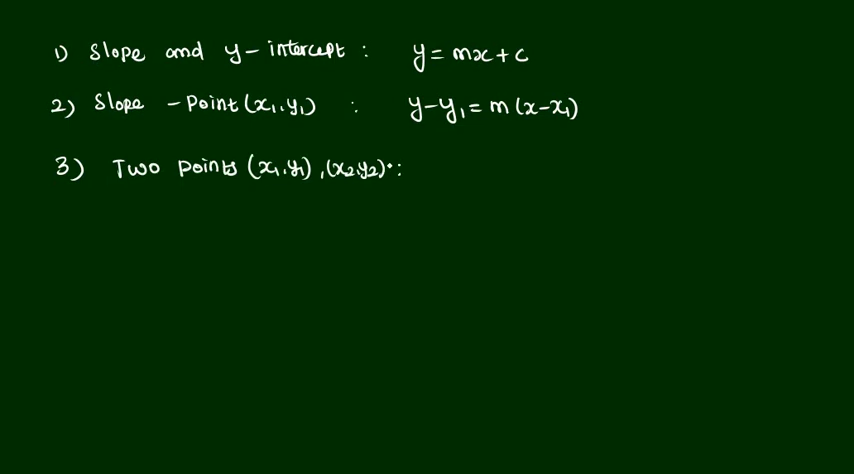 1) Slope and y-intercept : y = mx + c
2) Slope - Point (x₁, y₁) : y - y₁ = m (x - x₁)
3) Two points (x₁, y₁), (x₂, y₂) :